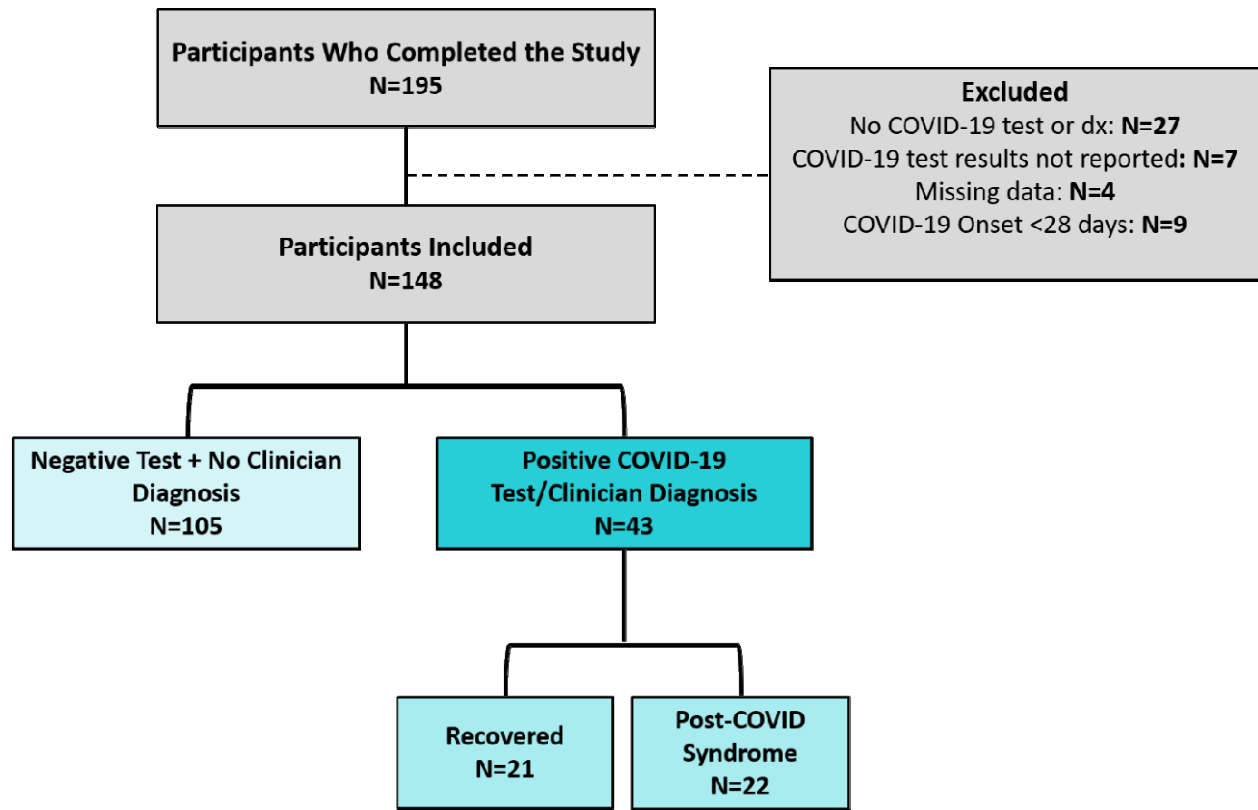 Participants Who Completed the Study
N=195
Excluded
No COVID-19 test or dx: N=27
COVID-19 test results not reported: N=7
Missing data: N=4
COVID-19 Onset <28 days: N=9
Participants Included
N=148
Negative Test + No Clinician
Diagnosis
N=105
Positive COVID-19
Test/Clinician Diagnosis
N=43
Recovered
N=21
Post-COVID
Syndrome
N=22